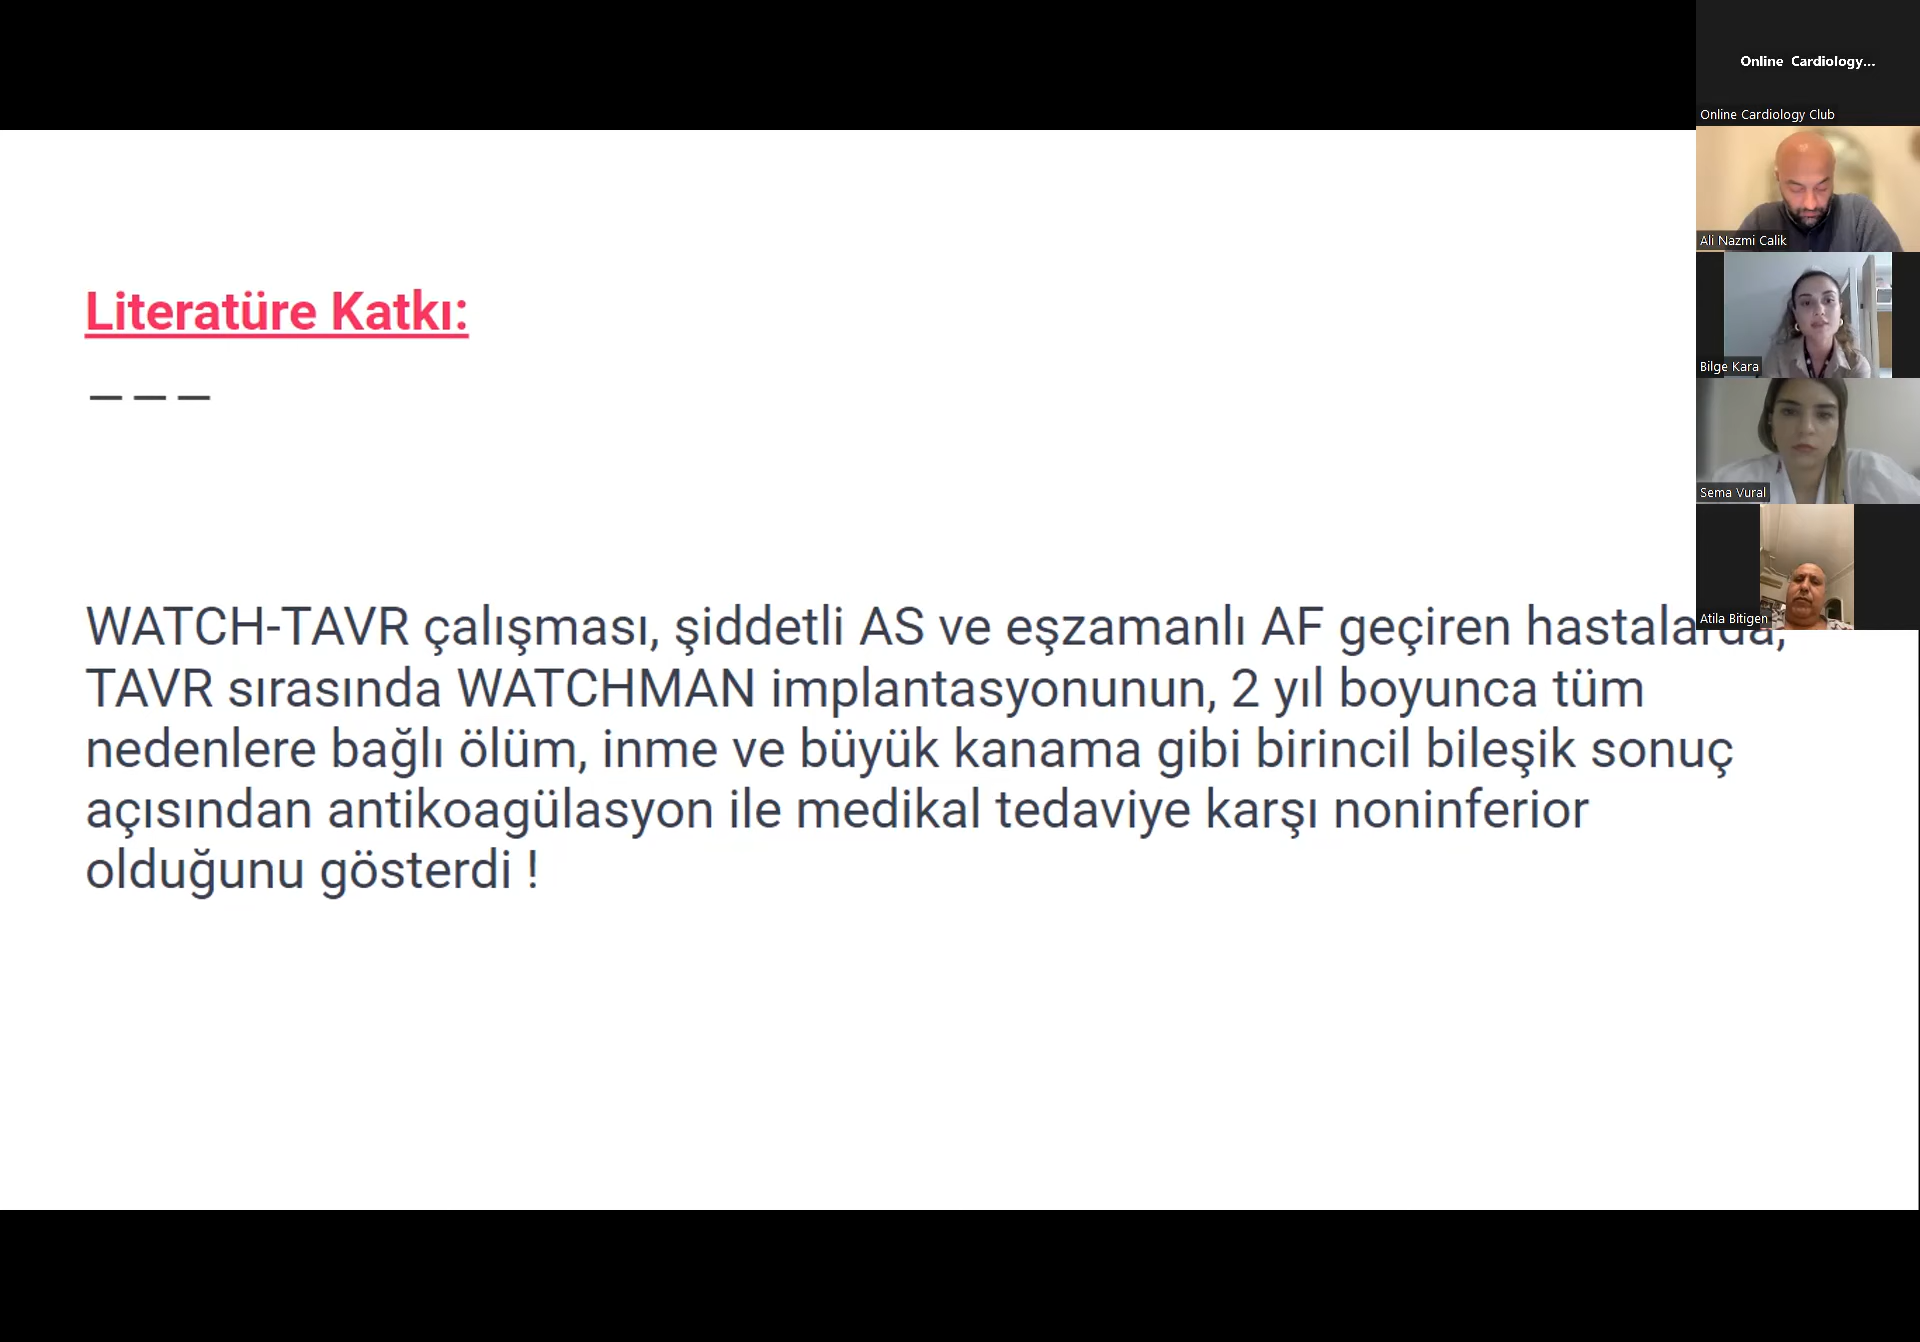 Online Cardiology...
Online Cardiology Club
Ali Nazmi Calik
Bilge Kara
Sema Vural
Atila Bitigen
Literatüre Katkı:
WATCH-TAVR çalışması, şiddetli AS ve eşzamanlı AF geçiren hastalarda,
TAVR sırasında WATCHMAN implantasyonunun, 2 yıl boyunca tüm
nedenlere bağlı ölüm, inme ve büyük kanama gibi birincil bileşik sonuç
açısından antikoagülasyon ile medikal tedaviye karşı noninferior
olduğunu gösterdi !